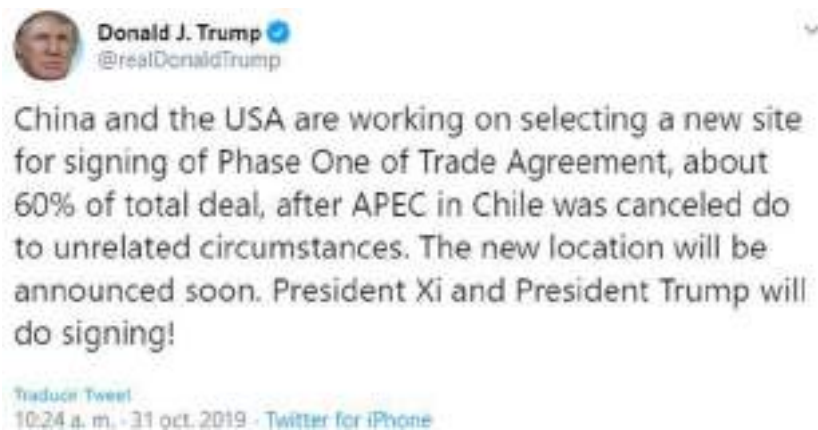 Donald J. Trump
@realDonaldTrump
China and the USA are working on selecting a new site
for signing of Phase One of Trade Agreement, about
60% of total deal, after APEC in Chile was canceled do
to unrelated circumstances. The new location will be
announced soon. President Xi and President Trump will
do signing!
Traducir Tweet
10:24 a. m. · 31 oct. 2019 · Twitter for iPhone